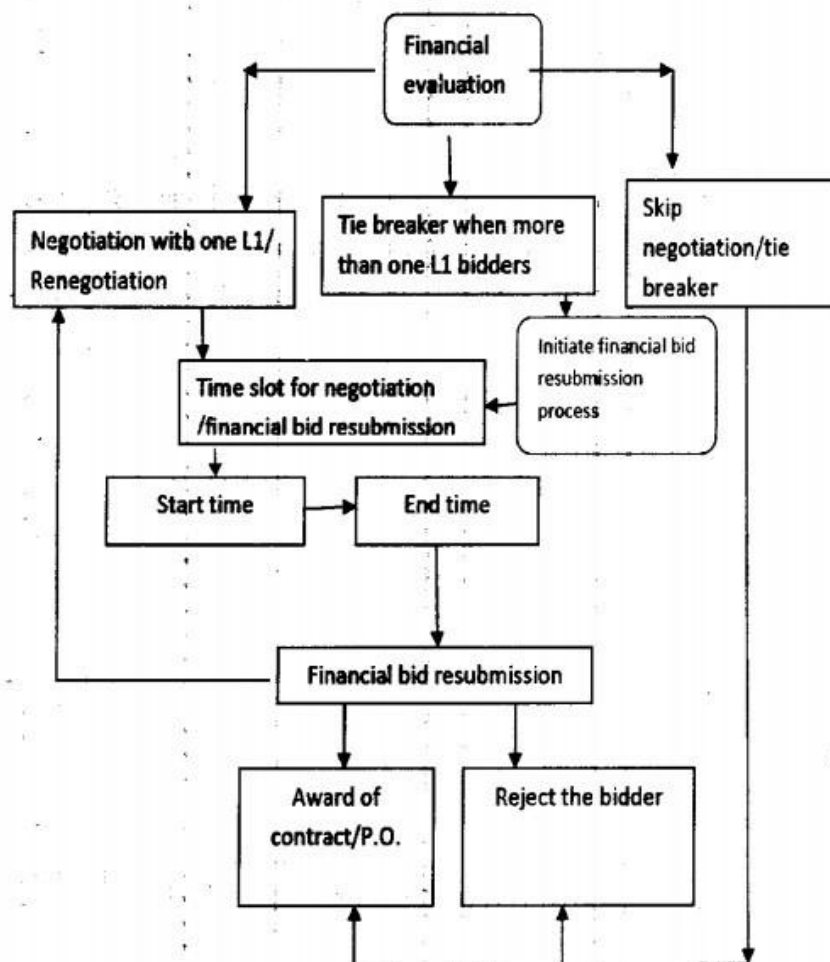 Financial
evaluation
Negotiation with one L1/
Renegotiation
Tie breaker when more
than one L1 bidders
Skip
negotiation/tie
breaker
Initiate financial bid
resubmission
process
Time slot for negotiation
/financial bid resubmission
Start time
End time
Financial bid resubmission
Award of
contract/P.O.
Reject the bidder